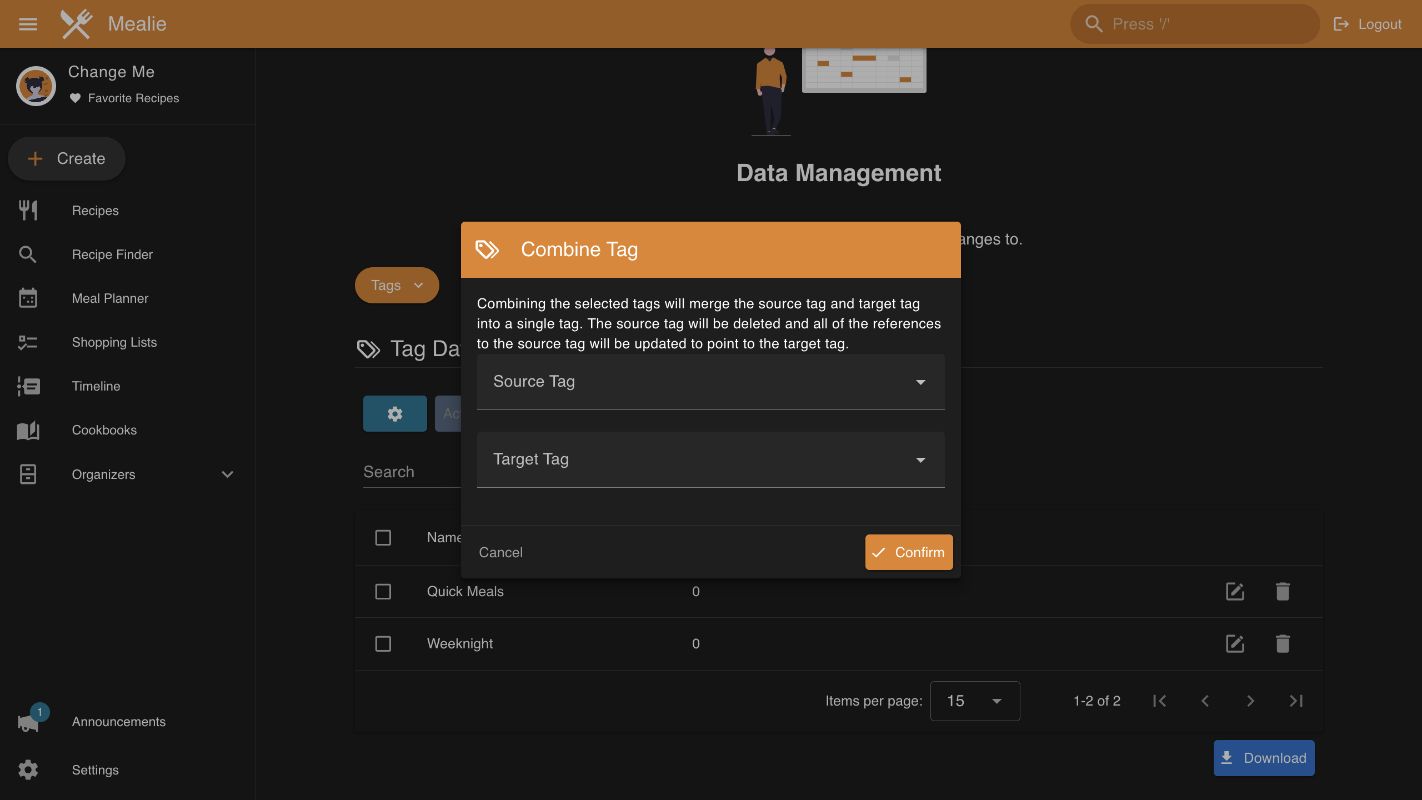 Mealie
Press '/'
Logout
Change Me
Favorite Recipes
Create
Recipes
Recipe Finder
Meal Planner
Shopping Lists
Timeline
Cookbooks
Organizers
1
Announcements
Settings
Data Management
anges to.
Tags
Tag Da
Ac
Search
Combine Tag
Combining the selected tags will merge the source tag and target tag
into a single tag. The source tag will be deleted and all of the references
to the source tag will be updated to point to the target tag.
Source Tag
Target Tag
Cancel
Confirm
Name
Quick Meals 0
Weeknight 0
Items per page: 15 1-2 of 2
Download